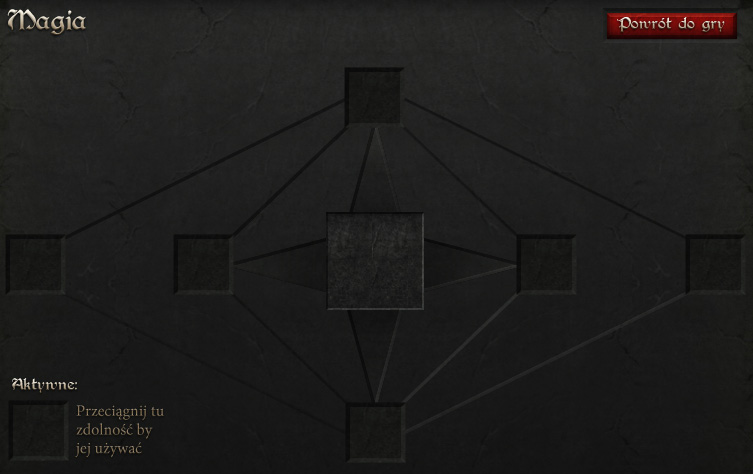 Magia
Powrót do gry
Aktywne:
Przeciągnij tu
zdolność by
jej używać